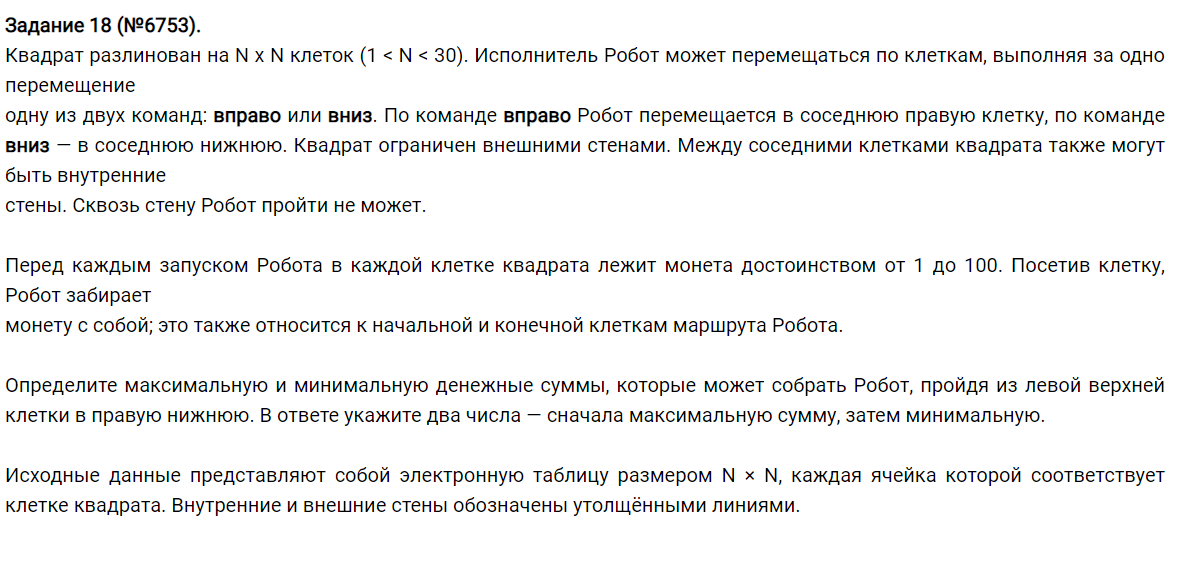 Задание 18 (№6753).
Квадрат разлинован на N x N клеток (1 < N < 30). Исполнитель Робот может перемещаться по клеткам, выполняя за одно
перемещение
одну из двух команд: вправо или вниз. По команде вправо Робот перемещается в соседнюю правую клетку, по команде
вниз — в соседнюю нижнюю. Квадрат ограничен внешними стенами. Между соседними клетками квадрата также могут
быть внутренние
стены. Сквозь стену Робот пройти не может.
Перед каждым запуском Робота в каждой клетке квадрата лежит монета достоинством от 1 до 100. Посетив клетку,
Робот забирает
монету с собой; это также относится к начальной и конечной клеткам маршрута Робота.
Определите максимальную и минимальную денежные суммы, которые может собрать Робот, пройдя из левой верхней
клетки в правую нижнюю. В ответе укажите два числа — сначала максимальную сумму, затем минимальную.
Исходные данные представляют собой электронную таблицу размером N × N, каждая ячейка которой соответствует
клетке квадрата. Внутренние и внешние стены обозначены утолщёнными линиями.